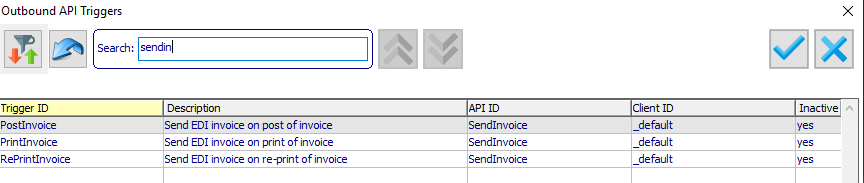 Outbound API Triggers
Search: sendin
Trigger ID Description API ID Client ID Inactive
PostInvoice Send EDI invoice on post of invoice SendInvoice _default yes
PrintInvoice Send EDI invoice on print of invoice SendInvoice _default yes
RePrintInvoice Send EDI invoice on re-print of invoice SendInvoice _default yes